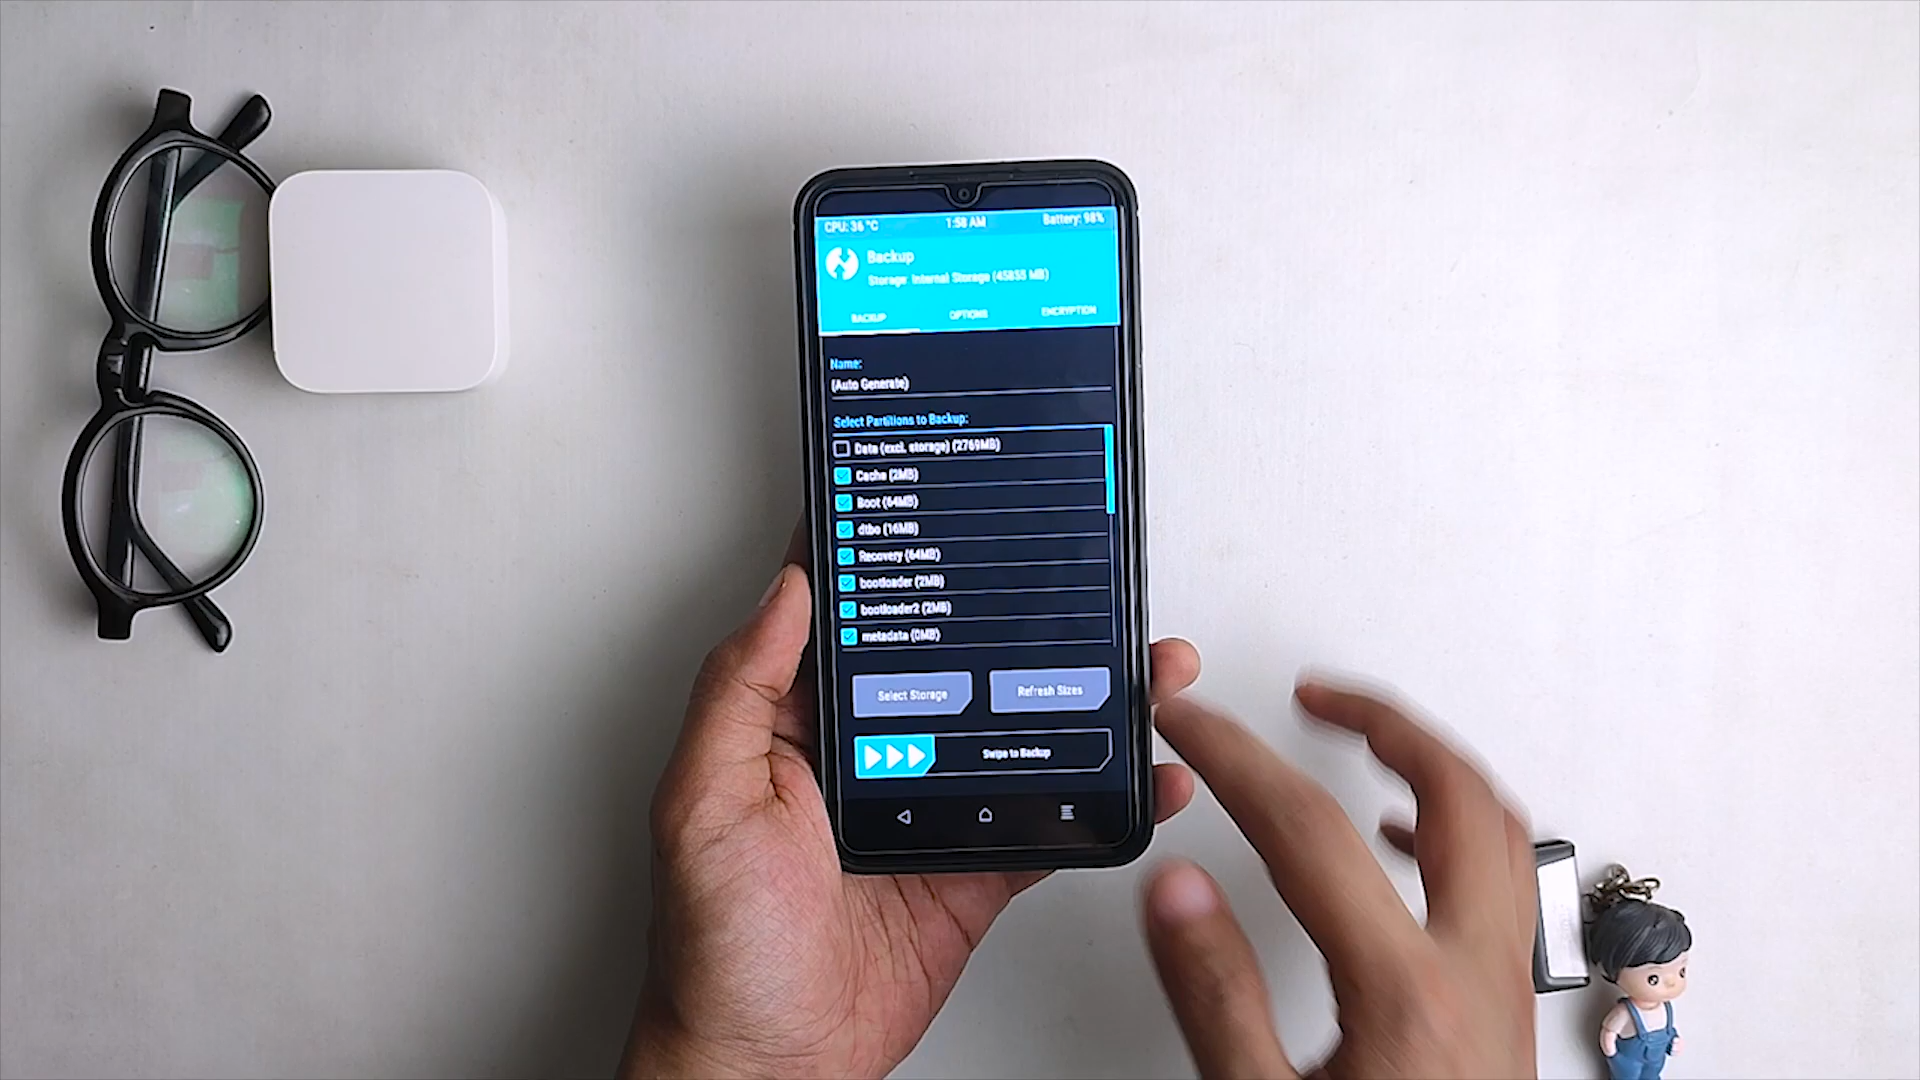 CPU: 36 °C 1:58 AM Battery: 98%
Backup
Storage: Internal Storage (45855 MB)
BACKUP OPTIONS ENCRYPTION
Name:
(Auto Generate)
Select Partitions to Backup:
Data (excl. storage) (2769MB)
Cache (2MB)
Boot (64MB)
dtbo (16MB)
Recovery (64MB)
bootloader (2MB)
bootloader2 (2MB)
metadata (0MB)
Select Storage Refresh Sizes
Swipe to Backup